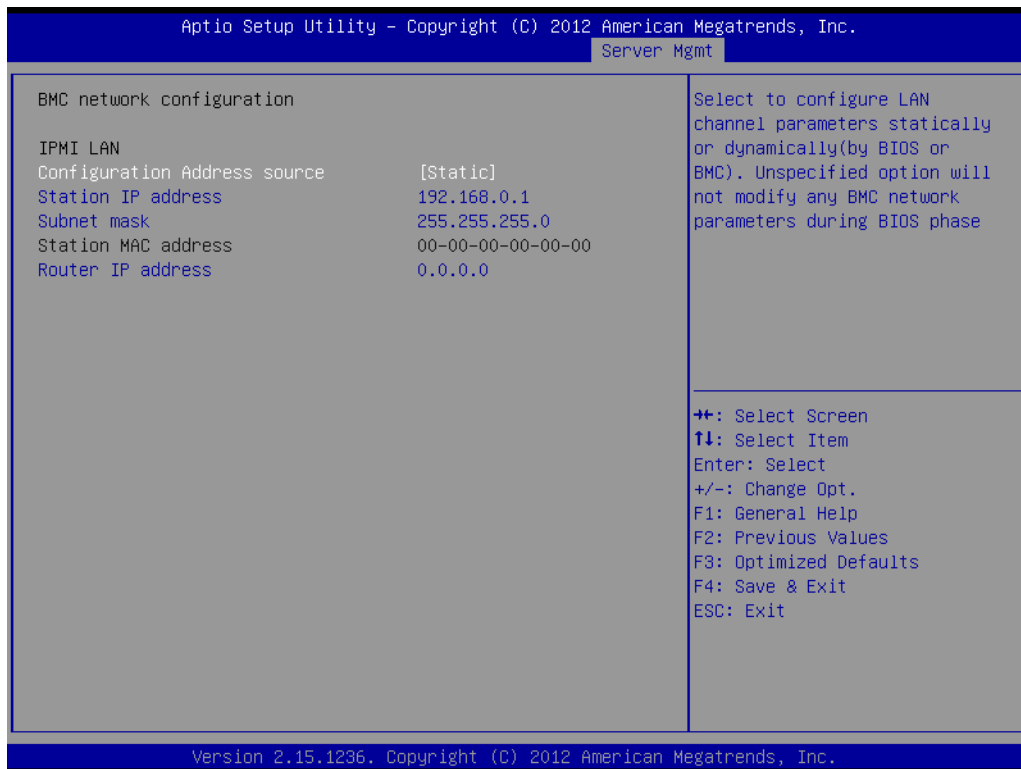 Aptio Setup Utility – Copyright (C) 2012 American Megatrends, Inc.
Server Mgmt
BMC network configuration
IPMI LAN
Configuration Address source [Static]
Station IP address 192.168.0.1
Subnet mask 255.255.255.0
Station MAC address 00-00-00-00-00-00
Router IP address 0.0.0.0
Select to configure LAN
channel parameters statically
or dynamically(by BIOS or
BMC). Unspecified option will
not modify any BMC network
parameters during BIOS phase
→←: Select Screen
↑↓: Select Item
Enter: Select
+/-: Change Opt.
F1: General Help
F2: Previous Values
F3: Optimized Defaults
F4: Save & Exit
ESC: Exit
Version 2.15.1236. Copyright (C) 2012 American Megatrends, Inc.